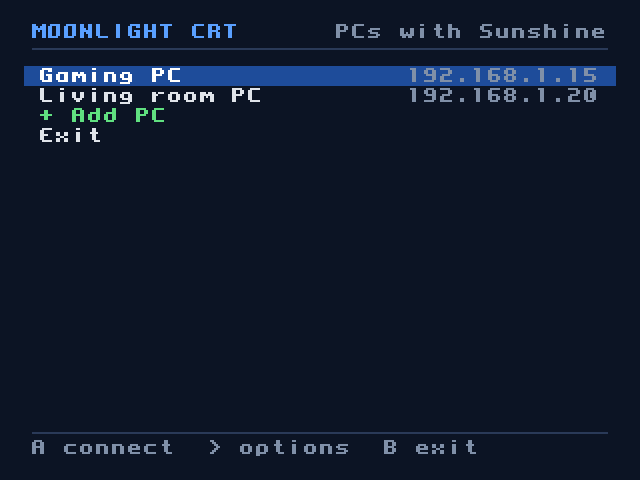 MOONLIGHT CRT PCs with Sunshine
Gaming PC 192.168.1.15
Living room PC 192.168.1.20
+ Add PC
Exit
A connect > options B exit